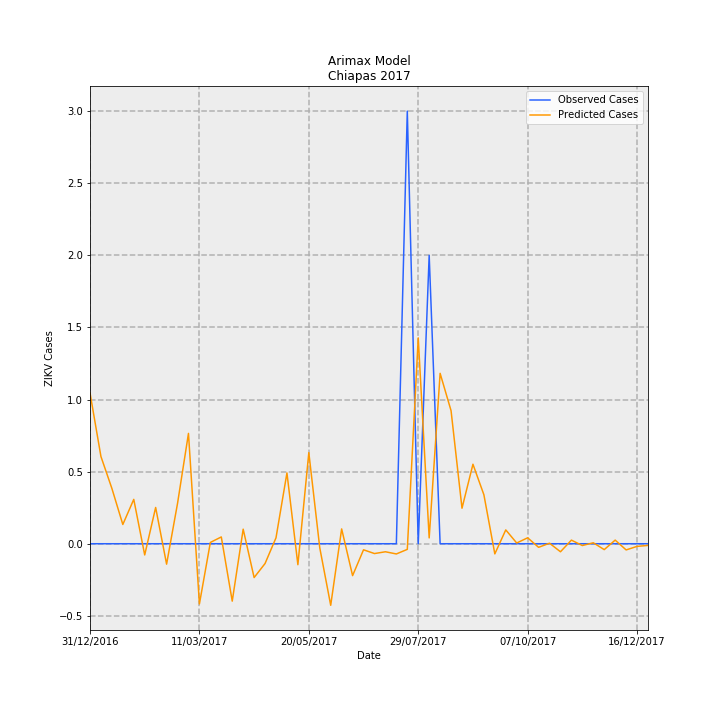 Arimax Model
Chiapas 2017
Observed Cases
Predicted Cases
3.0
2.5
2.0
1.5
1.0
0.5
0.0
−0.5
ZIKV Cases
31/12/2016 11/03/2017 20/05/2017 29/07/2017 07/10/2017 16/12/2017
Date